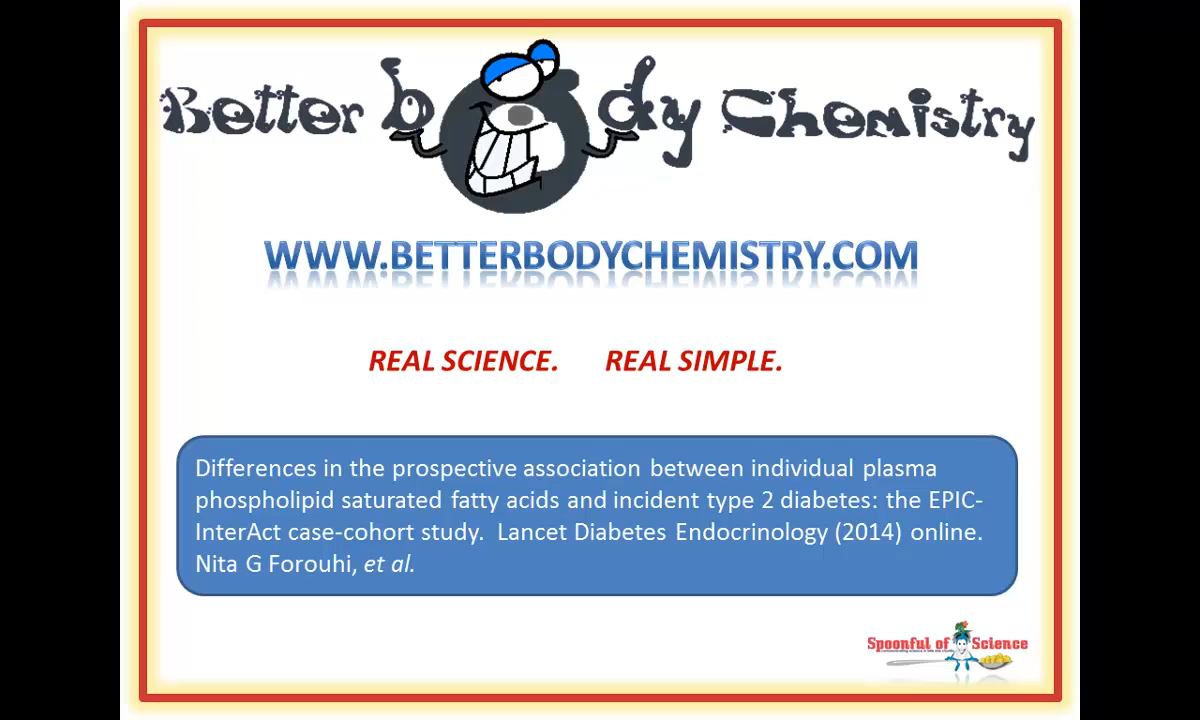 Better body Chemistry
WWW.BETTERBODYCHEMISTRY.COM
REAL SCIENCE. REAL SIMPLE.
Differences in the prospective association between individual plasma
phospholipid saturated fatty acids and incident type 2 diabetes: the EPIC-
InterAct case-cohort study. Lancet Diabetes Endocrinology (2014) online.
Nita G Forouhi, et al.
Spoonful of Science